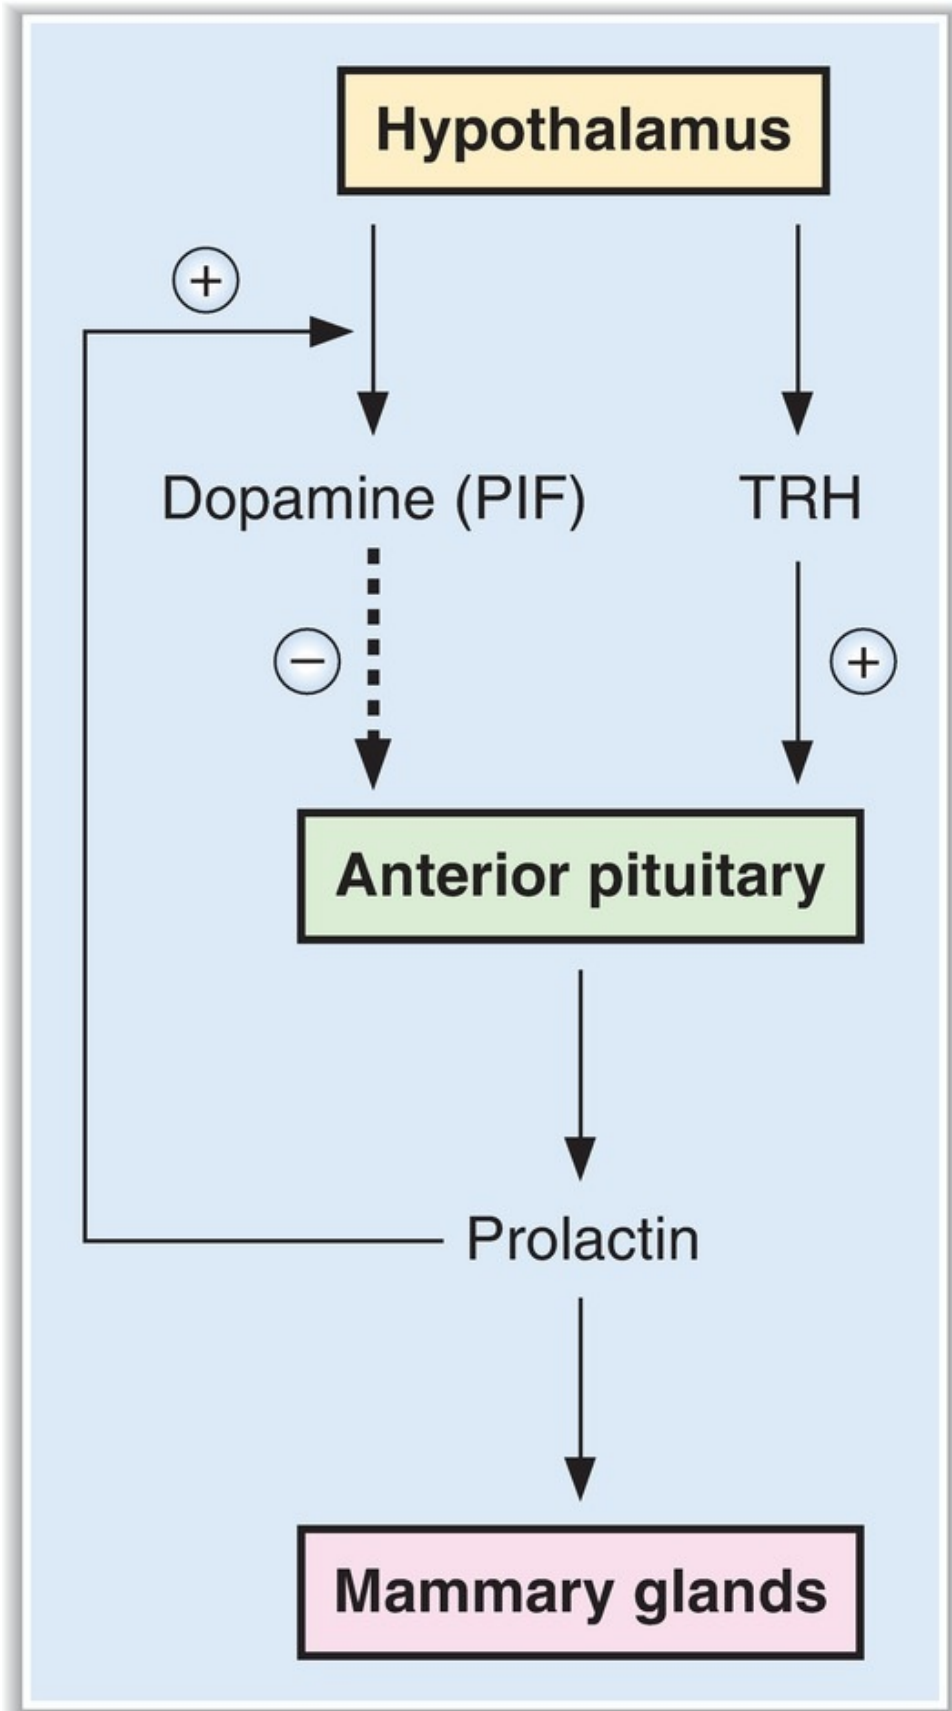 Hypothalamus
+
Dopamine (PIF)
TRH
−
+
Anterior pituitary
Prolactin
Mammary glands